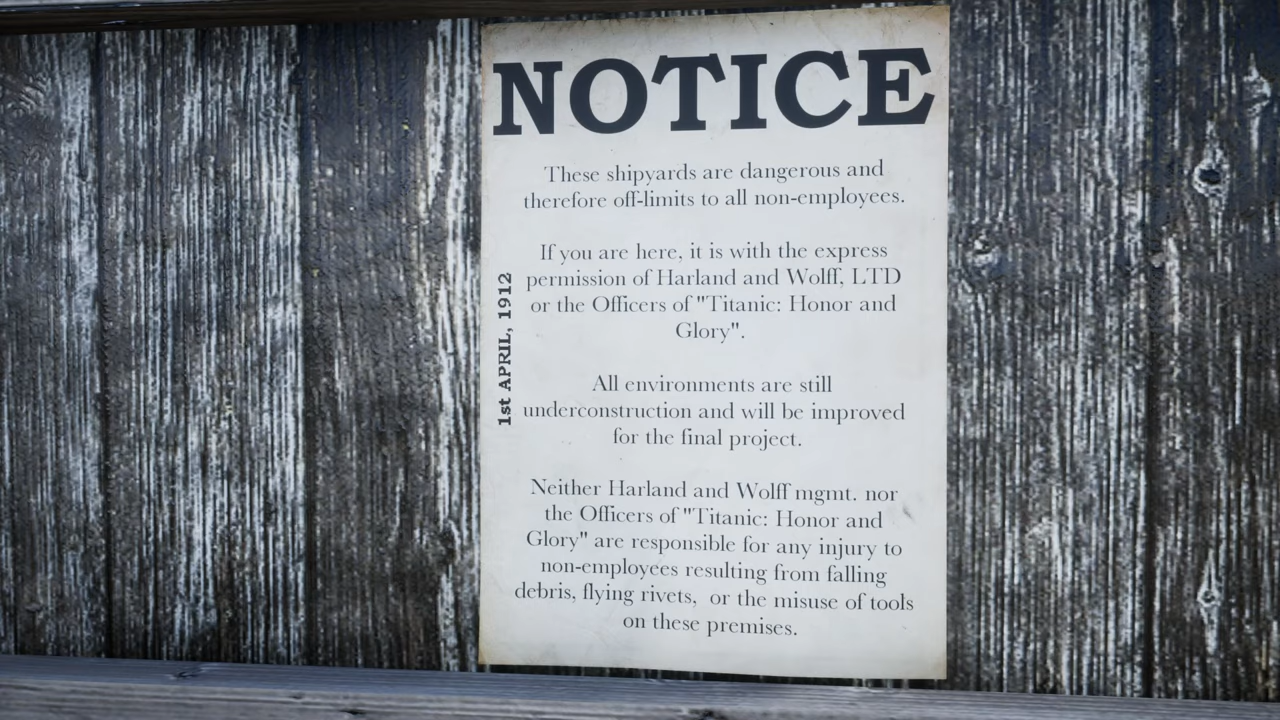 NOTICE
These shipyards are dangerous and
therefore off-limits to all non-employees.
If you are here, it is with the express
permission of Harland and Wolff, LTD
or the Officers of "Titanic: Honor and
Glory".
All environments are still
underconstruction and will be improved
for the final project.
Neither Harland and Wolff mgmt. nor
the Officers of "Titanic: Honor and
Glory" are responsible for any injury to
non-employees resulting from falling
debris, flying rivets,  or the misuse of tools
on these premises.
1st APRIL, 1912